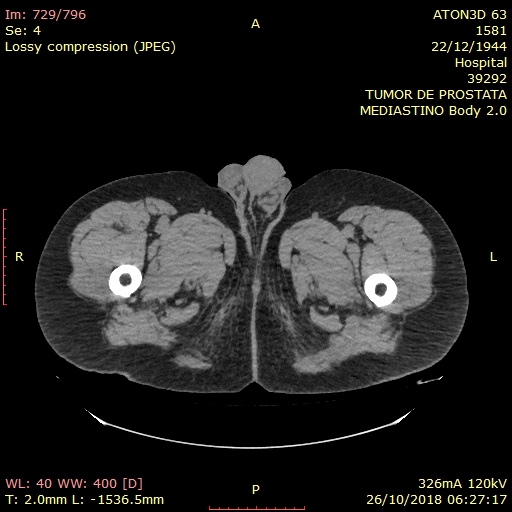 Im: 729/796
Se: 4
Lossy compression (JPEG)
A
ATON3D 63
1581
22/12/1944
Hospital
39292
TUMOR DE PROSTATA
MEDIASTINO Body 2.0
R
L
WL: 40 WW: 400 [D]
T: 2.0mm L: -1536.5mm
P
326mA 120kV
26/10/2018 06:27:17